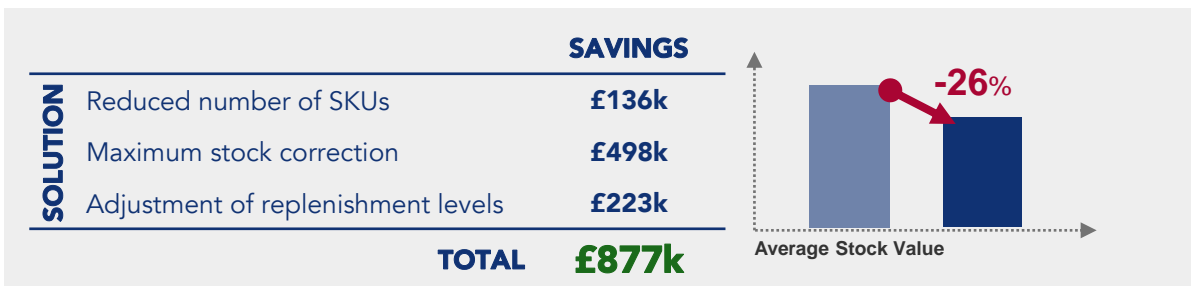 SAVINGS
SOLUTION
Reduced number of SKUs £136k
Maximum stock correction £498k
Adjustment of replenishment levels £223k
TOTAL £877k
-26%
Average Stock Value